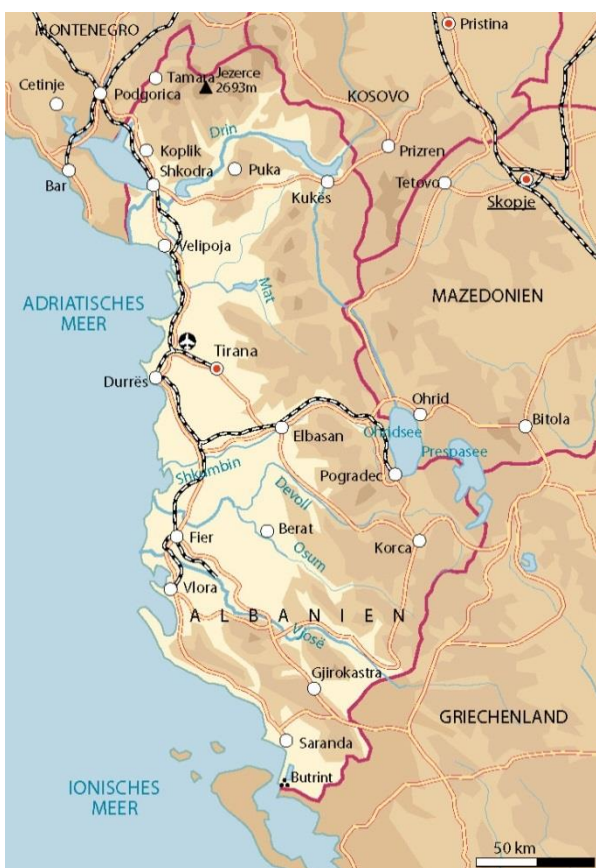 MONTENEGRO
Pristina
Tamara
Jezerce
2693m
Cetinje
Podgorica
KOSOVO
Drin
Koplik
Prizren
Puka
Shkodra
Bar
Kukës
Tetovo
Skopje
Velipoja
Mat
ADRIATISCHES
MEER
MAZEDONIEN
Tirana
Durrës
Ohrid
Bitola
Elbasan
Ohridsee
Prespasee
Shkumbin
Pogradec
Devoll
Berat
Fier
Osum
Korca
Vlora
ALBANIEN
Vjosë
Gjirokastra
GRIECHENLAND
Saranda
Butrint
IONISCHES
MEER
50 km